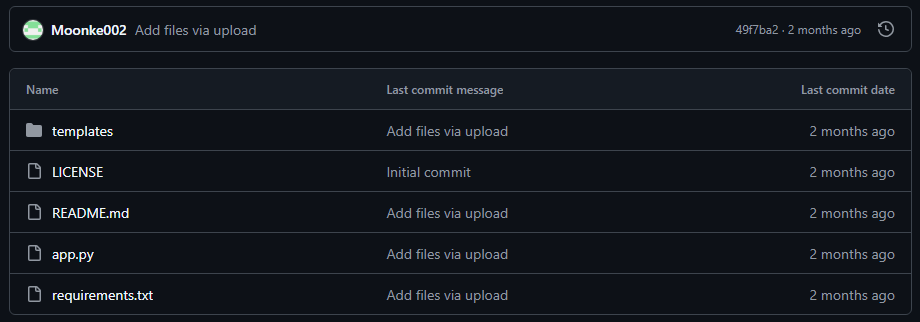 Moonke002 Add files via upload 49f7ba2 · 2 months ago
Name Last commit message Last commit date
templates Add files via upload 2 months ago
LICENSE Initial commit 2 months ago
README.md Add files via upload 2 months ago
app.py Add files via upload 2 months ago
requirements.txt Add files via upload 2 months ago